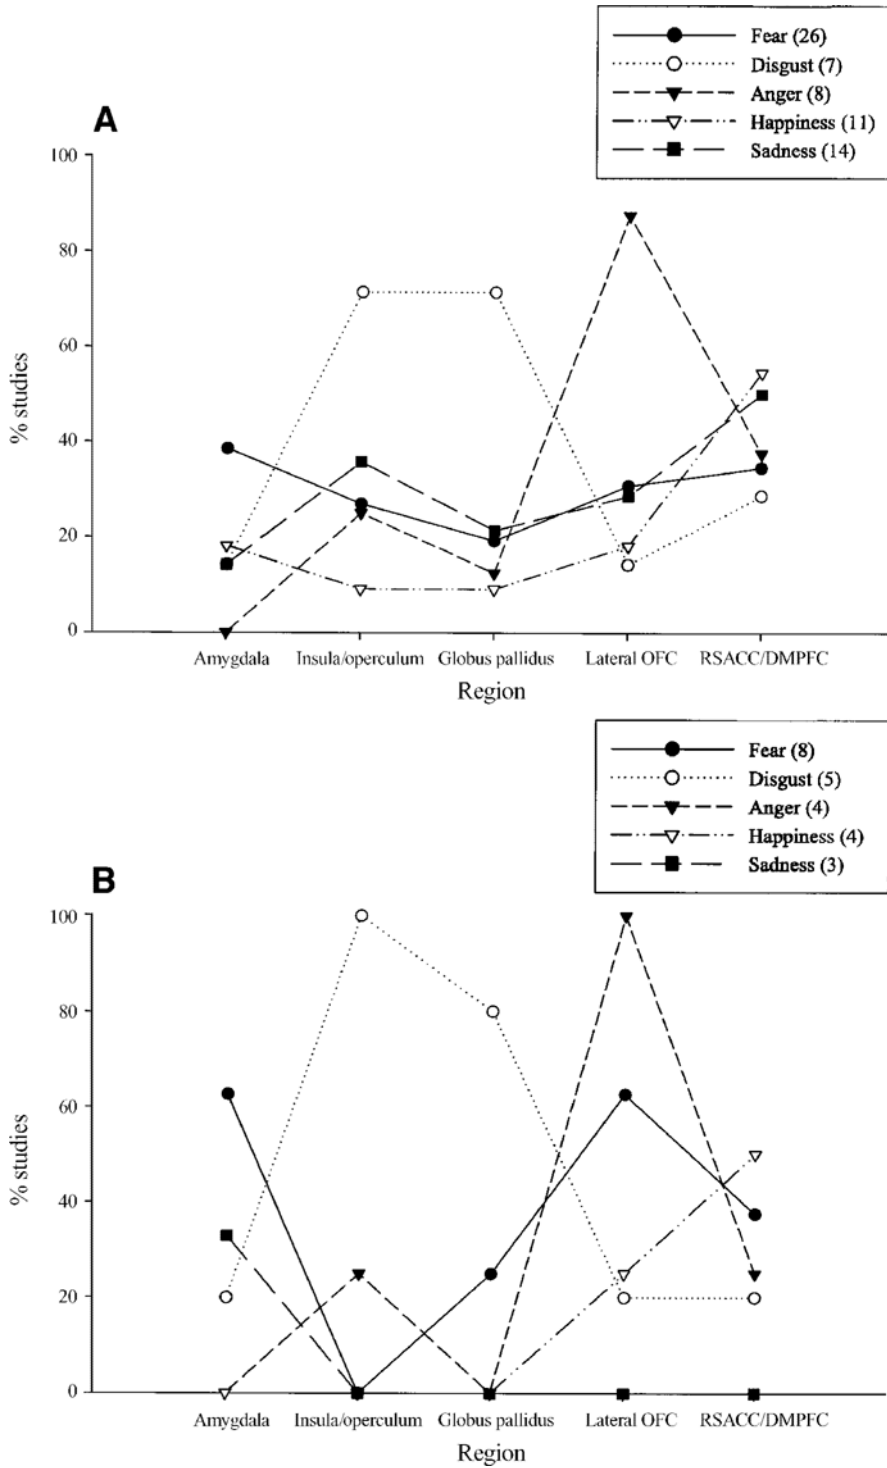 Fear (26)
Disgust (7)
Anger (8)
Happiness (11)
Sadness (14)
A
100
80
60
40
20
0
% studies
Amygdala Insula/operculum Globus pallidus Lateral OFC RSACC/DMPFC
Region
Fear (8)
Disgust (5)
Anger (4)
Happiness (4)
Sadness (3)
B
100
80
60
40
20
0
% studies
Amygdala Insula/operculum Globus pallidus Lateral OFC RSACC/DMPFC
Region